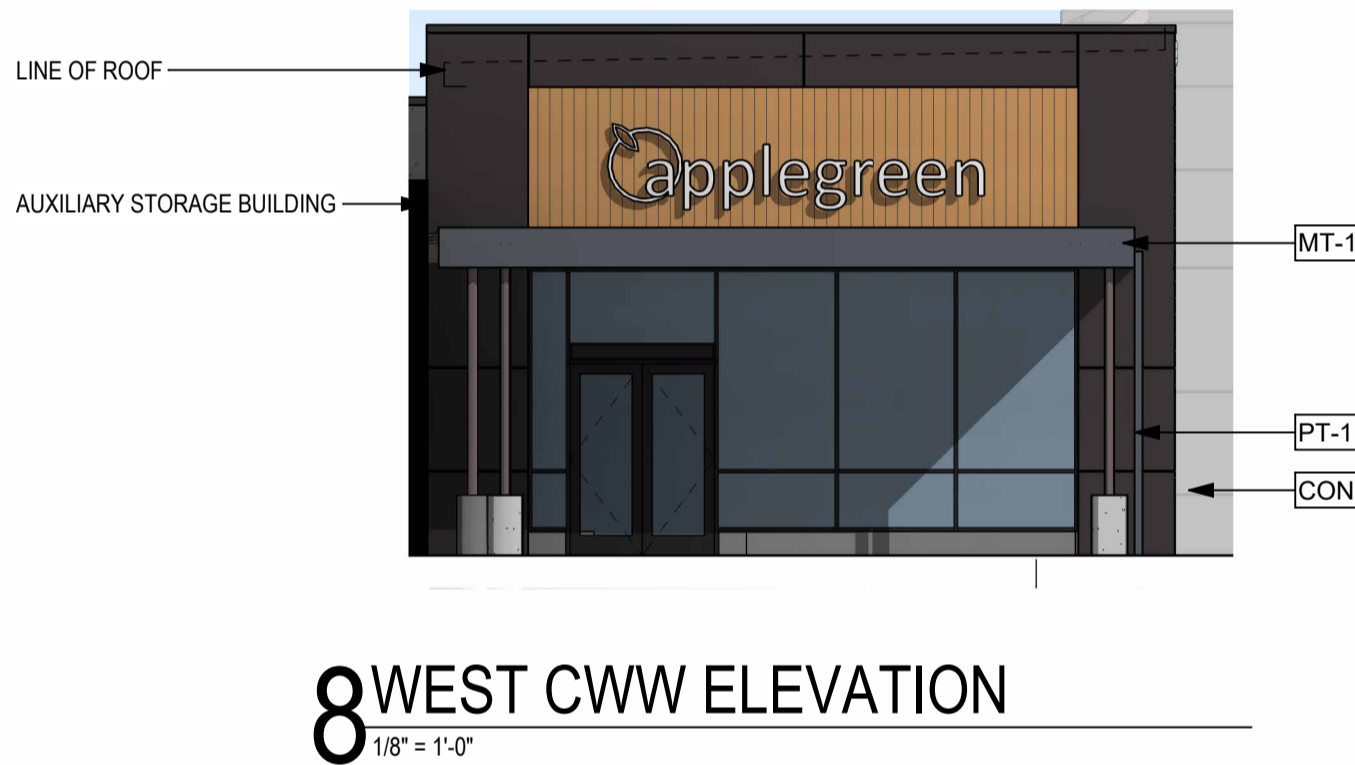 LINE OF ROOF
applegreen
AUXILIARY STORAGE BUILDING
MT-1
PT-1
CON
8 WEST CWW ELEVATION
1/8" = 1'-0"